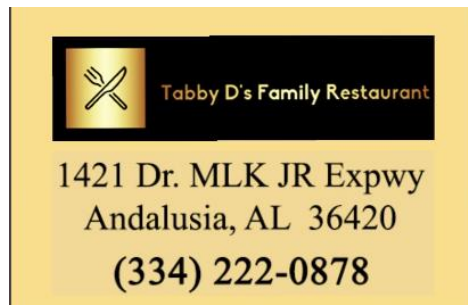 Tabby D's Family Restaurant
1421 Dr. MLK JR Expwy
Andalusia, AL 36420
(334) 222-0878